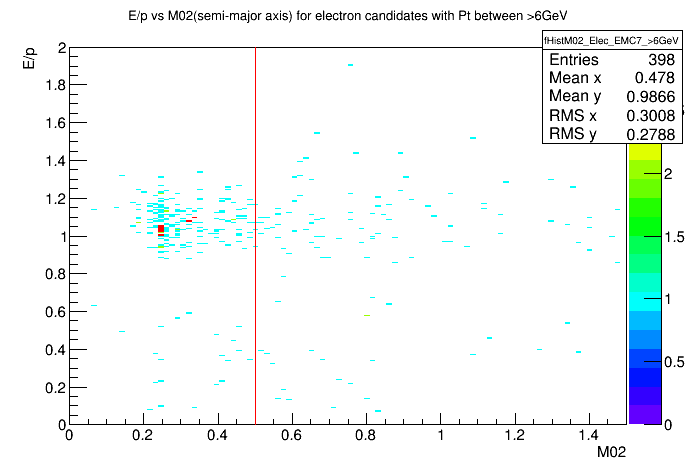 E/p vs M02(semi-major axis) for electron candidates with Pt between >6GeV
fHistM02_Elec_EMC7_>6GeV
Entries 398
Mean x 0.478
Mean y 0.9866
RMS x 0.3008
RMS y 0.2788
E/p
2
1.8
1.6
1.4
1.2
1
0.8
0.6
0.4
0.2
0
0 0.2 0.4 0.6 0.8 1 1.2 1.4
M02
2
1.5
1
0.5
0